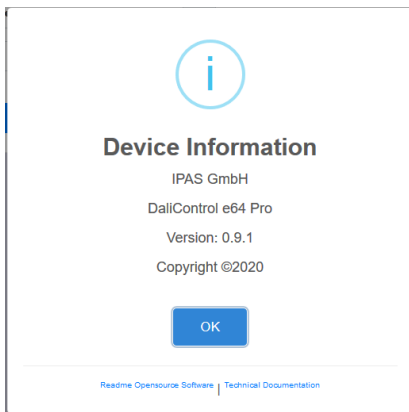 i
Device Information
IPAS GmbH
DaliControl e64 Pro
Version: 0.9.1
Copyright ©2020
OK
Readme Opensource Software | Technical Documentation